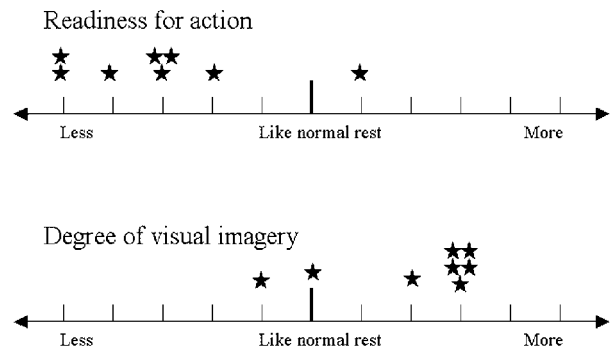 Readiness for action
Less Like normal rest More
Degree of visual imagery
Less Like normal rest More